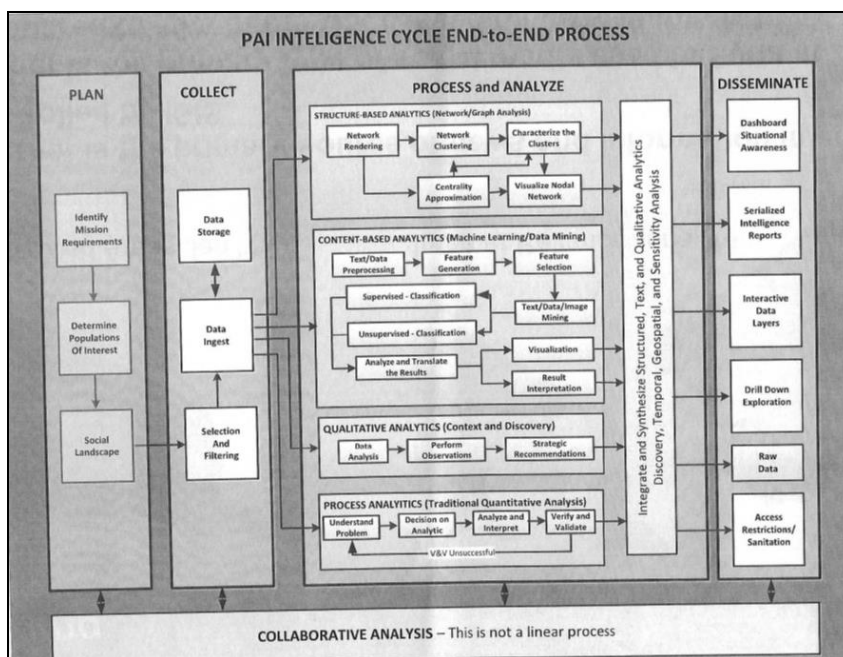 PAI INTELIGENCE CYCLE END-TO-END PROCESS
PLAN
Identify
Mission
Requirements
Determine
Populations
Of Interest
Social
Landscape
COLLECT
Data
Storage
Data
Ingest
Selection
And
Filtering
PROCESS and ANALYZE
STRUCTURE-BASED ANALYTICS (Network/Graph Analysis)
Network
Rendering
Network
Clustering
Characterize the
Clusters
Centrality
Approximation
Visualize Nodal
Network
CONTENT-BASED ANAYLYTICS (Machine Learning/Data Mining)
Text/Data
Preprocessing
Feature
Generation
Feature
Selection
Supervised - Classification
Text/Data/Image
Mining
Unsupervised - Classification
Analyze and Translate
the Results
Visualization
Result
Interpretation
QUALITATIVE ANALYTICS (Context and Discovery)
Data
Analysis
Perform
Observations
Strategic
Recommendations
PROCESS ANALYITICS (Traditional Quantitative Analysis)
Understand
Problem
Decision on
Analytic
Analyze and
Interpret
Verify and
Validate
V&V Unsuccessful
Integrate and Synthesize Structured, Text, and Qualitative Analytics
Discovery, Temporal, Geospatial, and Sensitivity Analysis
DISSEMINATE
Dashboard
Situational
Awareness
Serialized
Intelligence
Reports
Interactive
Data
Layers
Drill Down
Exploration
Raw
Data
Access
Restrictions/
Sanitation
COLLABORATIVE ANALYSIS – This is not a linear process